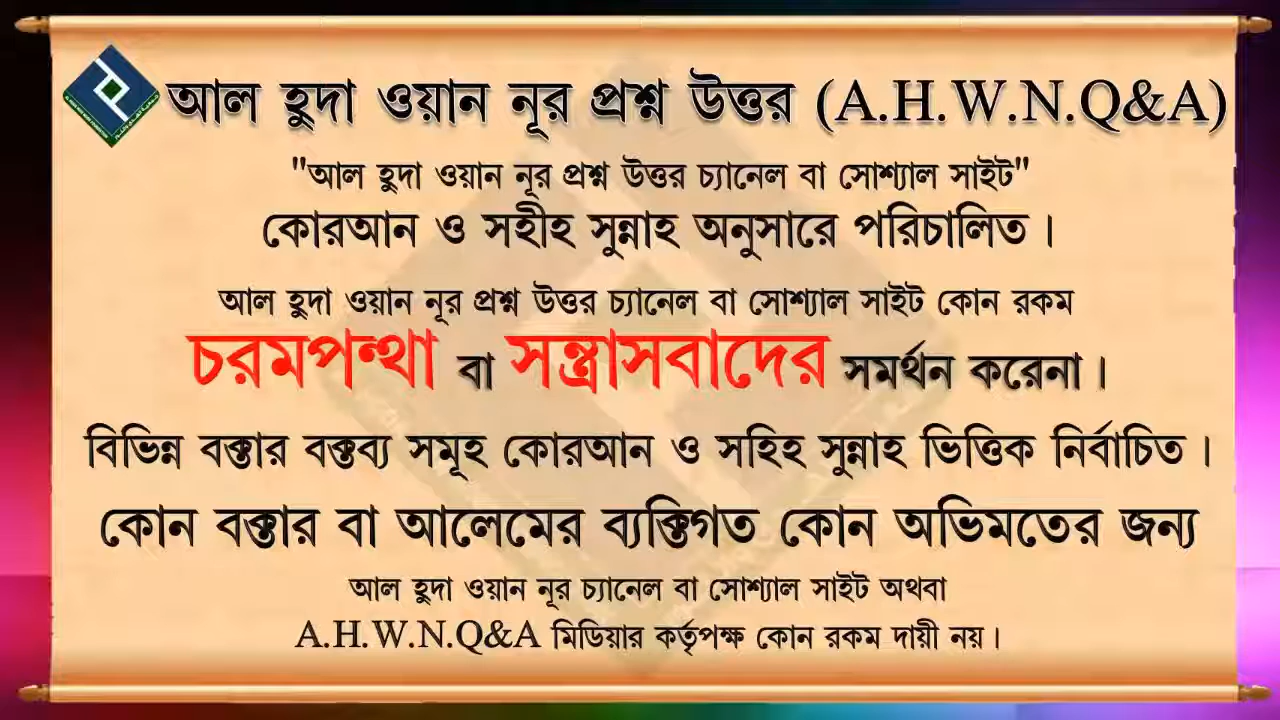 আল হুদা ওয়ান নূর প্রশ্ন উত্তর (A.H.W.N.Q&A)
"আল হুদা ওয়ান নূর প্রশ্ন উত্তর চ্যানেল বা সোশ্যাল সাইট"
কোরআন ও সহীহ সুন্নাহ অনুসারে পরিচালিত।
আল হুদা ওয়ান নূর প্রশ্ন উত্তর চ্যানেল বা সোশ্যাল সাইট কোন রকম
চরমপন্থা বা সন্ত্রাসবাদের সমর্থন করেনা।
বিভিন্ন বক্তার বক্তব্য সমূহ কোরআন ও সহিহ সুন্নাহ ভিত্তিক নির্বাচিত।
কোন বক্তার বা আলেমের ব্যক্তিগত কোন অভিমতের জন্য
আল হুদা ওয়ান নূর চ্যানেল বা সোশ্যাল সাইট অথবা
A.H.W.N.Q&A মিডিয়ার কর্তৃপক্ষ কোন রকম দায়ী নয়।